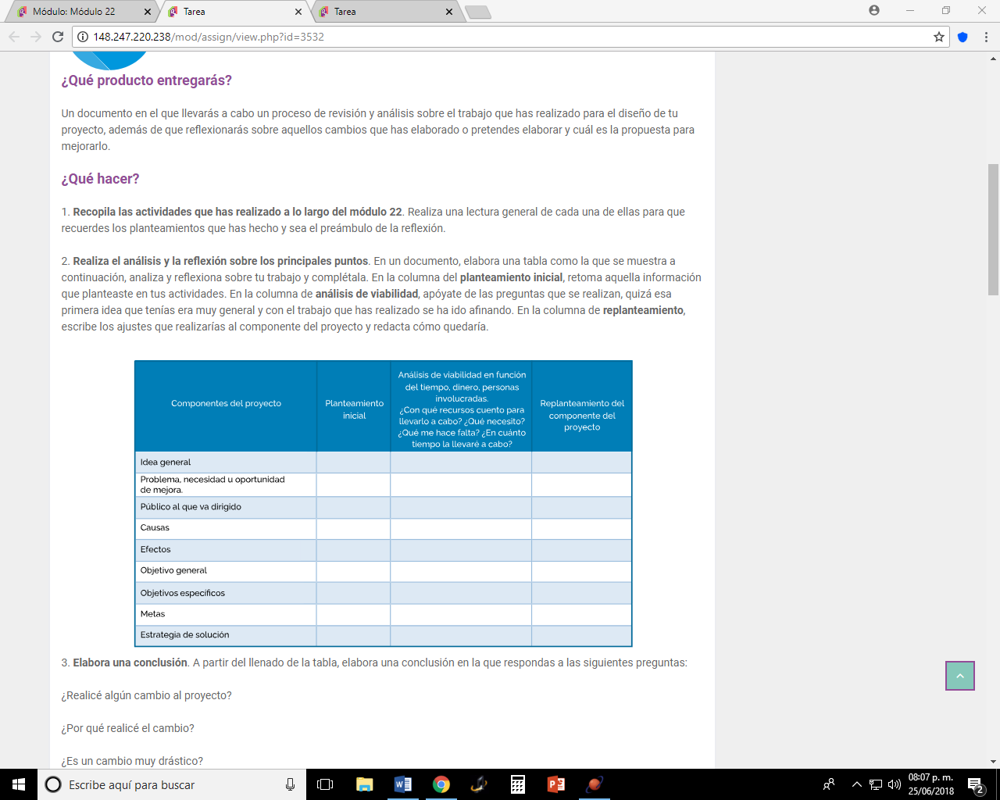 Módulo: Módulo 22
Tarea
Tarea
148.247.220.238/mod/assign/view.php?id=3532
¿Qué producto entregarás?
Un documento en el que llevarás a cabo un proceso de revisión y análisis sobre el trabajo que has realizado para el diseño de tu
proyecto, además de que reflexionarás sobre aquellos cambios que has elaborado o pretendes elaborar y cuál es la propuesta para
mejorarlo.
¿Qué hacer?
1. Recopila las actividades que has realizado a lo largo del módulo 22. Realiza una lectura general de cada una de ellas para que
recuerdes los planteamientos que has hecho y sea el preámbulo de la reflexión.
2. Realiza el análisis y la reflexión sobre los principales puntos. En un documento, elabora una tabla como la que se muestra a
continuación, analiza y reflexiona sobre tu trabajo y complétala. En la columna del planteamiento inicial, retoma aquella información
que planteaste en tus actividades. En la columna de análisis de viabilidad, apóyate de las preguntas que se realizan, quizá esa
primera idea que tenías era muy general y con el trabajo que has realizado se ha ido afinando. En la columna de replanteamiento,
escribe los ajustes que realizarías al componente del proyecto y redacta cómo quedaría.
Componentes del proyecto
Planteamiento
inicial
Análisis de viabilidad en función
del tiempo, dinero, personas
involucradas.
¿Con qué recursos cuento para
llevarlo a cabo? ¿Qué necesito?
¿Qué me hace falta? ¿En cuánto
tiempo la llevaré a cabo?
Replanteamiento del
componente del
proyecto
Idea general
Problema, necesidad u oportunidad
de mejora.
Público al que va dirigido
Causas
Efectos
Objetivo general
Objetivos específicos
Metas
Estrategia de solución
3. Elabora una conclusión. A partir del llenado de la tabla, elabora una conclusión en la que respondas a las siguientes preguntas:
¿Realicé algún cambio al proyecto?
¿Por qué realicé el cambio?
¿Es un cambio muy drástico?
Escribe aquí para buscar
08:07 p. m.
25/06/2018
2